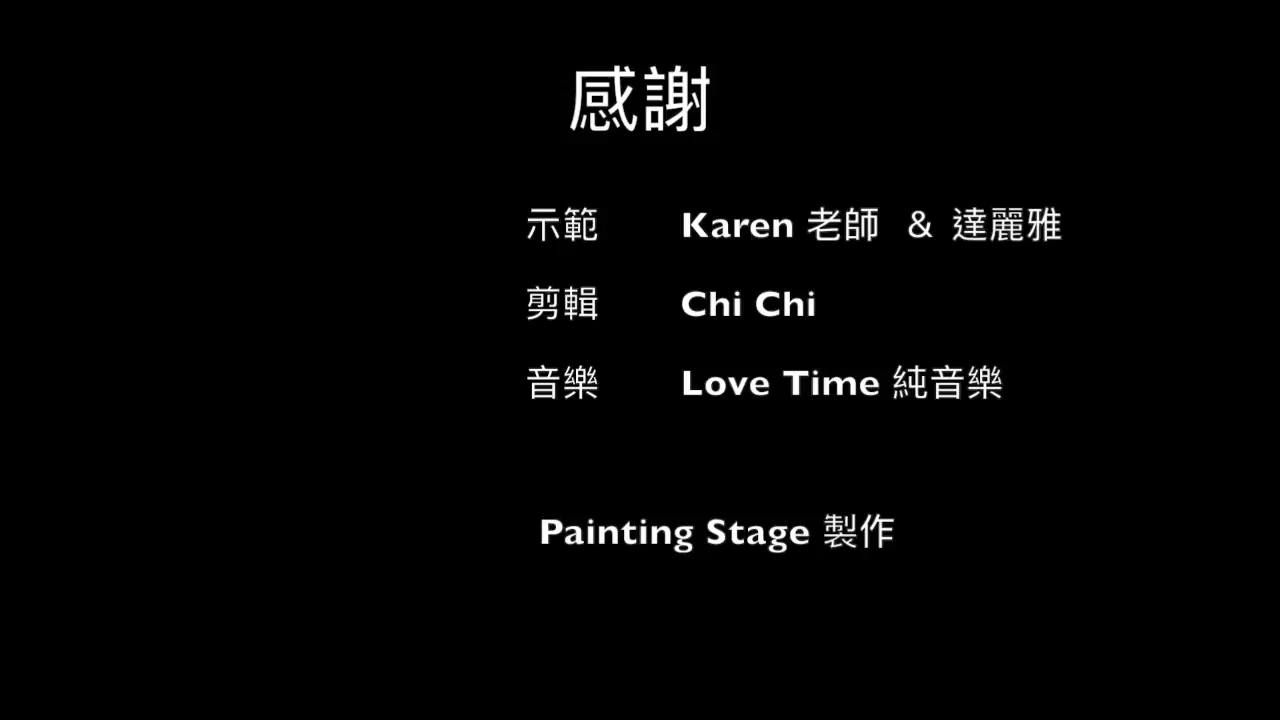 感謝
示範 Karen 老師 & 達麗雅
剪輯 Chi Chi
音樂 Love Time 純音樂
Painting Stage 製作